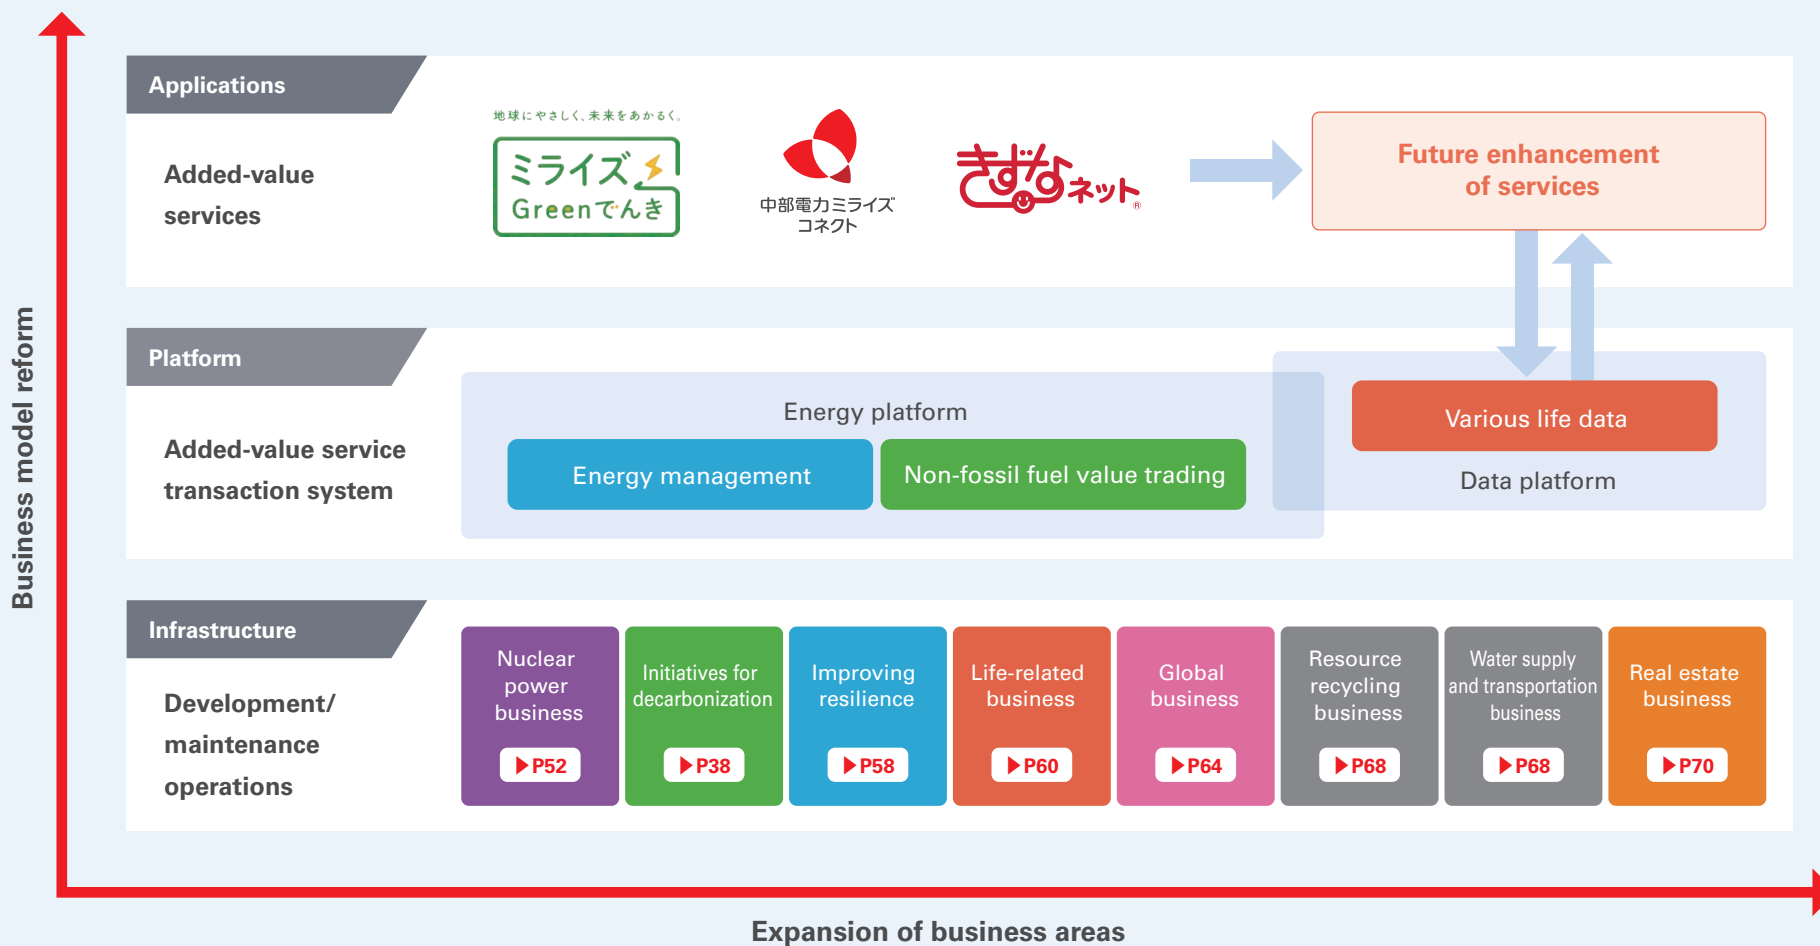 Applications
Added-value
services
地球にやさしく、未来をあかるく。
ミライズ
Greenでんき
中部電力ミライズ
コネクト
きずなネット®
Future enhancement
of services
Platform
Added-value service
transaction system
Energy platform
Energy management
Non-fossil fuel value trading
Various life data
Data platform
Infrastructure
Development/
maintenance
operations
Nuclear
power
business
P52
Initiatives for
decarbonization
P38
Improving
resilience
P58
Life-related
business
P60
Global
business
P64
Resource
recycling
business
P68
Water supply
and transportation
business
P68
Real estate
business
P70
Business model reform
Expansion of business areas